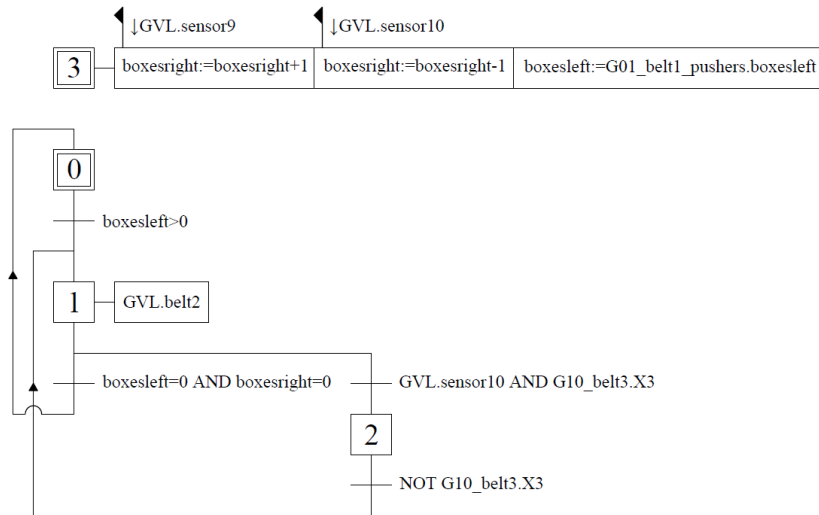 ↓GVL.sensor9 ↓GVL.sensor10
3 boxesright:=boxesright+1 boxesright:=boxesright-1 boxesleft:=G01_belt1_pushers.boxesleft
0
boxesleft>0
1 GVL.belt2
boxesleft=0 AND boxesright=0 GVL.sensor10 AND G10_belt3.X3
2
NOT G10_belt3.X3